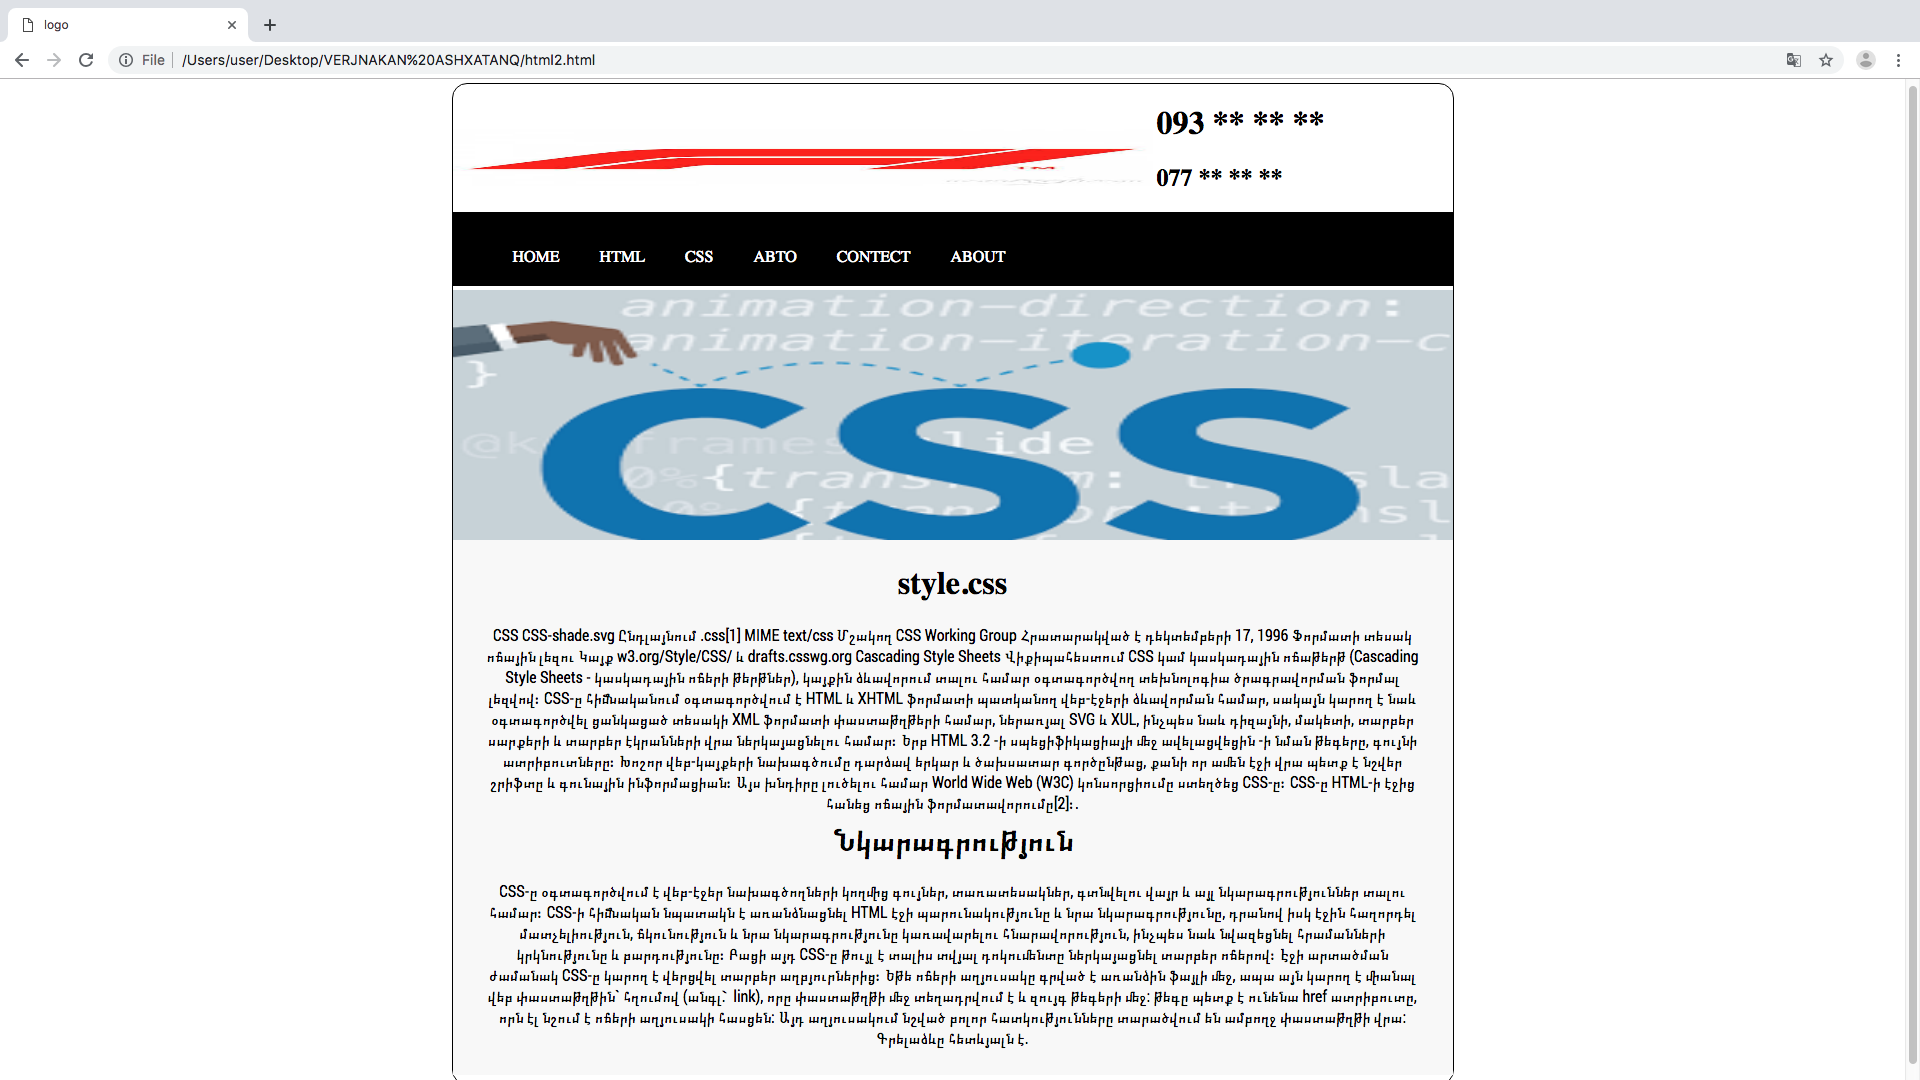 logo
File
/Users/user/Desktop/VERJNAKAN%20ASHXATANQ/html2.html
093 ** ** **
077 ** ** **
HOME HTML CSS ABTO CONTECT ABOUT
animation-direction:
animation-iteration-c
}
CSS
style.css
CSS CSS-shade.svg Ընդլայնում .css[1] MIME text/css Մշակող CSS Working Group Հրատարակված է դեկտեմբերի 17, 1996 Ֆորմատի տեսակ
ոճային լեզու Կայք w3.org/Style/CSS/ և drafts.csswg.org Cascading Style Sheets Վիքիպահեստում CSS կամ կասկադային ոճաթերթ (Cascading
Style Sheets - կասկադային ոճերի թերթներ), կայքին ձևավորում տալու համար օգտագործվող տեխնոլոգիա ծրագրավորման ֆորմալ
լեզվով: CSS-ը հիմնականում օգտագործվում է HTML և XHTML ֆորմատի պատկանող վեբ-էջերի ձևավորման համար, սակայն կարող է նաև
օգտագործվել ցանկացած տեսակի XML ֆորմատի փաստաթղթերի համար, ներառյալ SVG և XUL, ինչպես նաև դիզայնի, մակետի, տարբեր
սարքերի և տարբեր էկրանների վրա ներկայացնելու համար: Երբ HTML 3.2 -ի սպեցիֆիկացիայի մեջ ավելացվեցին -ի նման թեգերը, գույնի
ատրիբուտները: Խոշոր վեբ-կայքերի նախագծումը դարձավ երկար և ծախսատար գործընթաց, քանի որ ամեն էջի վրա պետք է նշվեր
շրիֆտը և գունային ինֆորմացիան: Այս խնդիրը լուծելու համար World Wide Web (W3C) կոնսորցիումը ստեղծեց CSS-ը: CSS-ը HTML-ի էջից
հանեց ոճային ֆորմատավորումը[2]: .
Նկարագրություն
CSS-ը օգտագործվում է վեբ-էջեր նախագծողների կողմից գույներ, տառատեսակներ, գտնվելու վայր և այլ նկարագրություններ տալու
համար: CSS-ի հիմնական նպատակն է առանձնացնել HTML էջի պարունակությունը և նրա նկարագրությունը, դրանով իսկ էջին հաղորդել
մատչելիություն, ճկունություն և նրա նկարագրությունը կառավարելու հնարավորություն, ինչպես նաև նվազեցնել հրամանների
կրկնությունը և բարդությունը: Բացի այդ CSS-ը թույլ է տալիս տվյալ դոկումենտը ներկայացնել տարբեր ոճերով: Էջի արտածման
ժամանակ CSS-ը կարող է վերցվել տարբեր աղբյուրներից: Եթե ոճերի աղյուսակը գրված է առանձին ֆայլի մեջ, ապա այն կարող է միանալ
վեբ փաստաթղթին՝ հղումով (անգլ՝ link), որը փաստաթղթի մեջ տեղադրվում է և զույգ թեգերի մեջ: թեգը պետք է ունենա href ատրիբուտը,
որն էլ նշում է ոճերի աղյուսակի հասցեն: Այդ աղյուսակում նշված բոլոր հատկությունները տարածվում են ամբողջ փաստաթղթի վրա:
Գրելաձևը հետևյալն է.